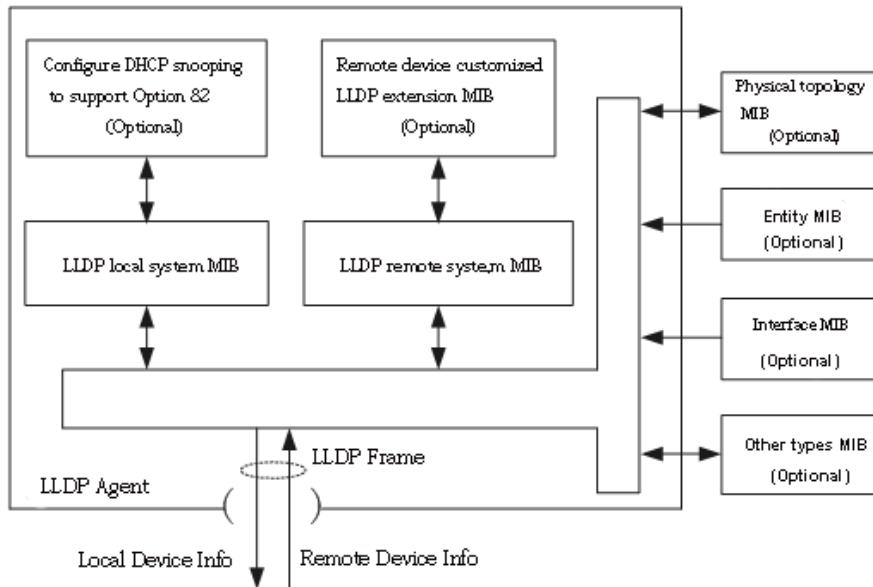 Configure DHCP snooping
to support Option 82
(Optional)
Remote device customized
LLDP extension MIB
(Optional)
Physical topology
MIB
(Optional)
LLDP local system MIB
LLDP remote syste,m MIB
Entity MIB
(Optional)
Interface MIB
(Optional)
Other types MIB
(Optional)
LLDP Frame
LLDP Agent
Local Device Info
Remote Device Info